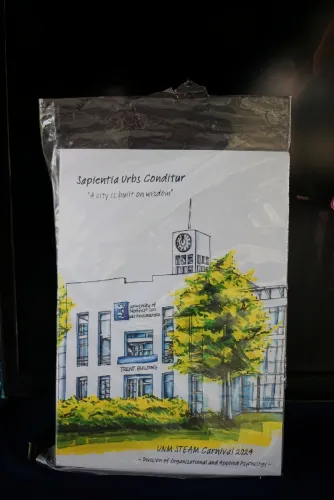 Sapientia Urbs Conditur
"A city is built on wisdom"
University of
Nottingham
TRENT BUILDING
UNM STEAM Carnival 2024
- Division of Organizational and Applied Psychology -